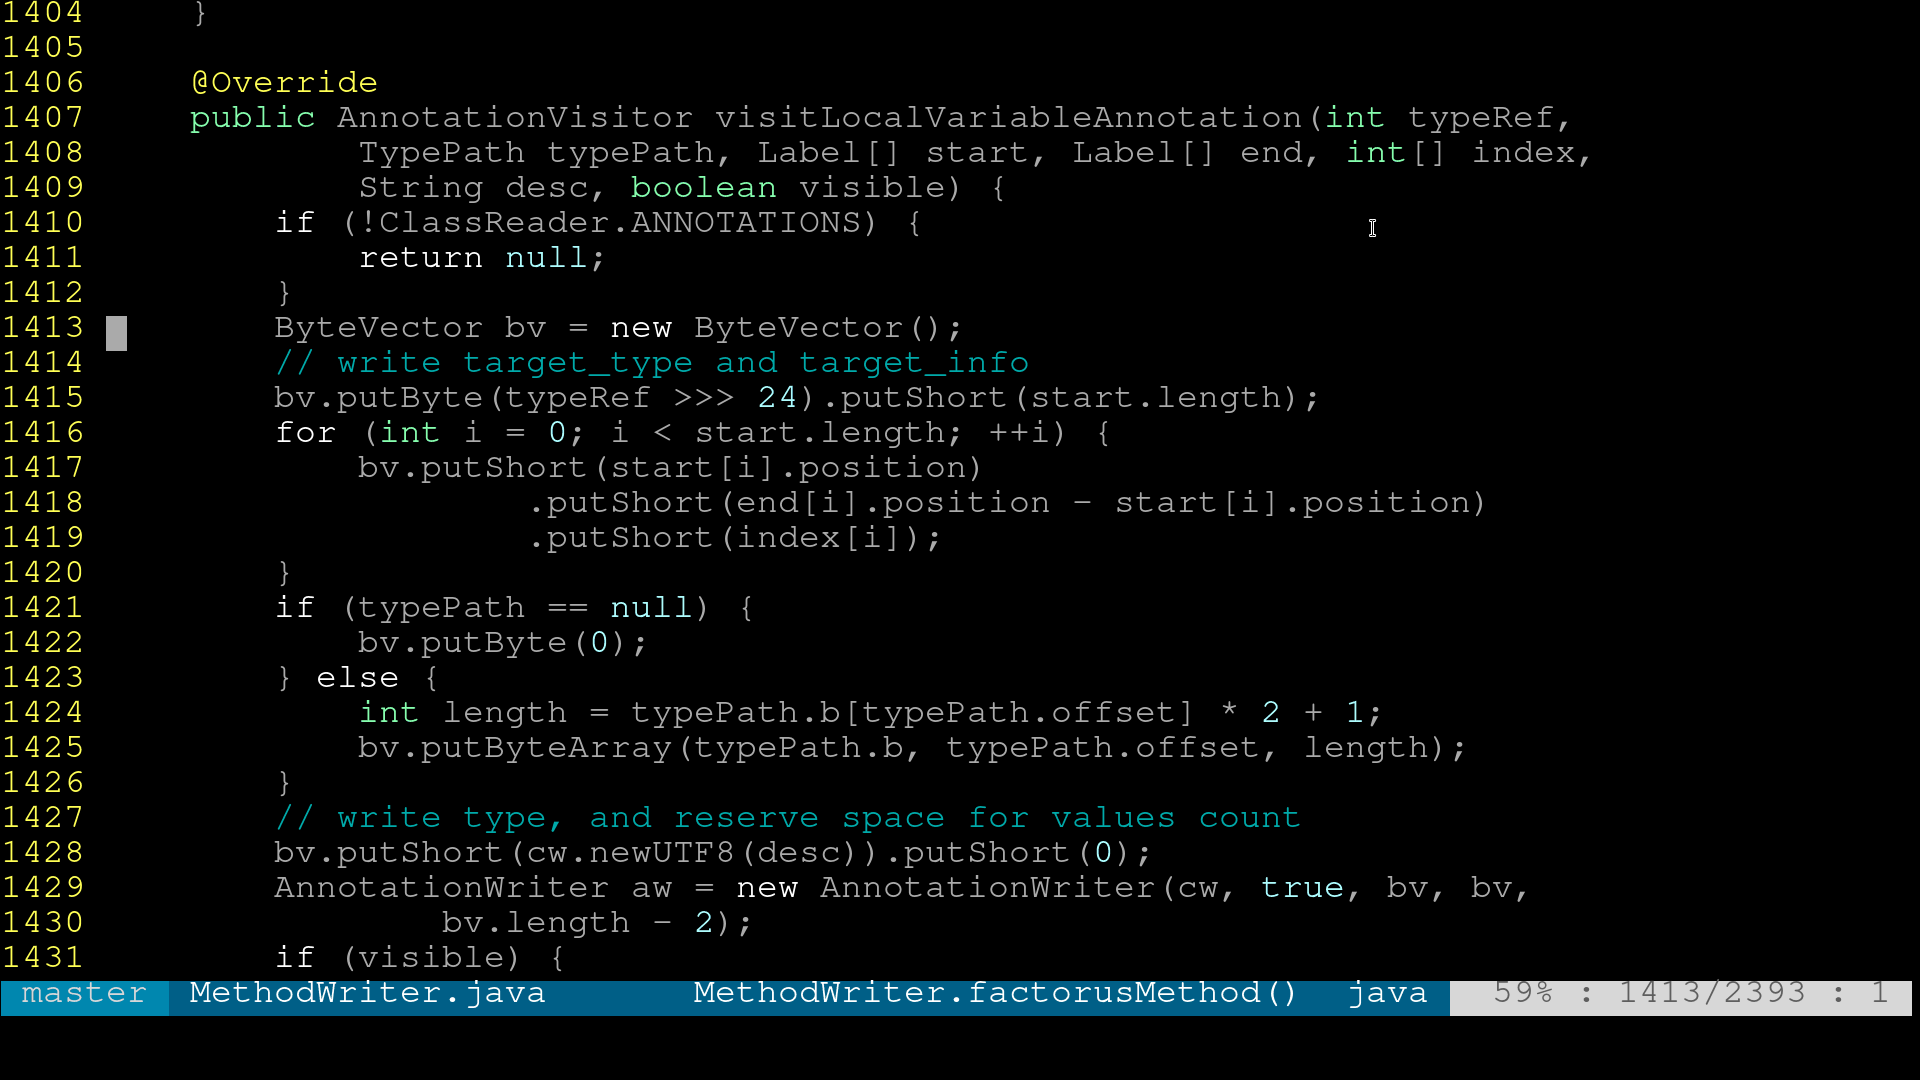 1404     }
1405
1406     @Override
1407     public AnnotationVisitor visitLocalVariableAnnotation(int typeRef,
1408             TypePath typePath, Label[] start, Label[] end, int[] index,
1409             String desc, boolean visible) {
1410         if (!ClassReader.ANNOTATIONS) {
1411             return null;
1412         }
1413         ByteVector bv = new ByteVector();
1414         // write target_type and target_info
1415         bv.putByte(typeRef >>> 24).putShort(start.length);
1416         for (int i = 0; i < start.length; ++i) {
1417             bv.putShort(start[i].position)
1418                     .putShort(end[i].position - start[i].position)
1419                     .putShort(index[i]);
1420         }
1421         if (typePath == null) {
1422             bv.putByte(0);
1423         } else {
1424             int length = typePath.b[typePath.offset] * 2 + 1;
1425             bv.putByteArray(typePath.b, typePath.offset, length);
1426         }
1427         // write type, and reserve space for values count
1428         bv.putShort(cw.newUTF8(desc)).putShort(0);
1429         AnnotationWriter aw = new AnnotationWriter(cw, true, bv, bv,
1430                 bv.length - 2);
1431         if (visible) {
master  MethodWriter.java       MethodWriter.factorusMethod()  java  59% : 1413/2393 : 1